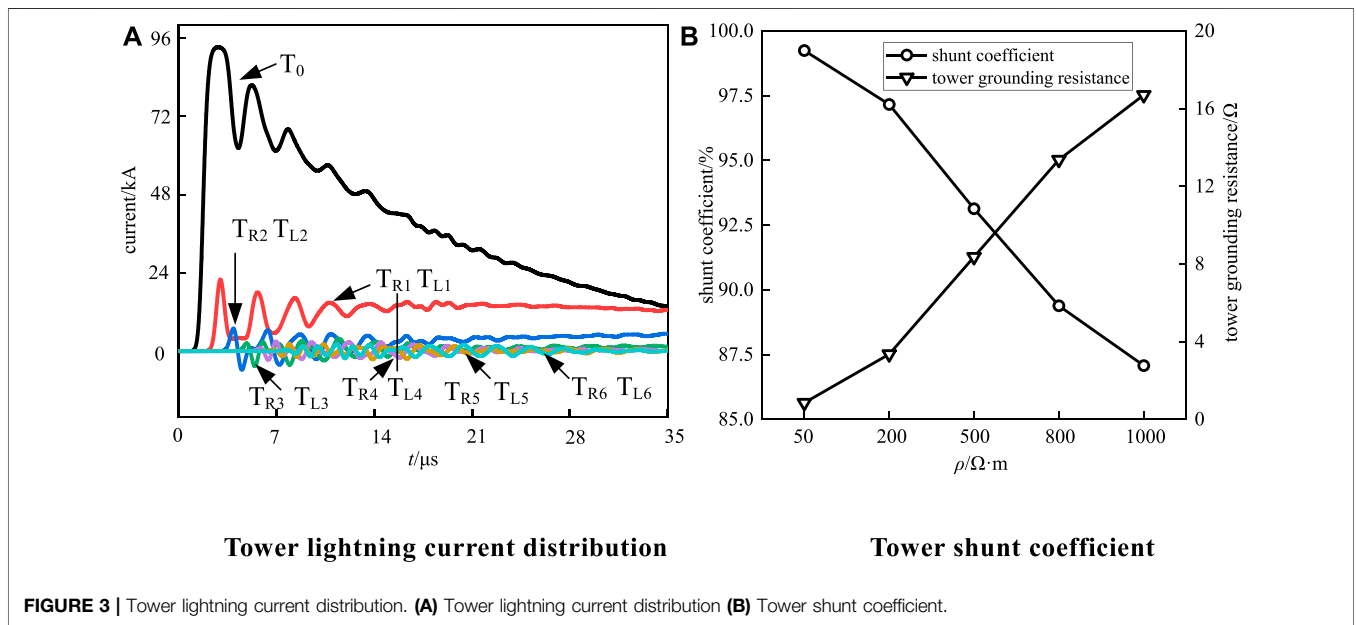 A
96
72
48
24
0
current/kA
T0
TR2 TL2
TR1 TL1
TR3 TL3
TR4 TL4
TR5 TL5
TR6 TL6
0 7 14 21 28 35
t/μs
Tower lightning current distribution
B
100.0
97.5
95.0
92.5
90.0
87.5
85.0
shunt coefficient/%
shunt coefficient
tower grounding resistance
20
16
12
8
4
0
tower grounding resistance/Ω
50 200 500 800 1000
ρ/Ω·m
Tower shunt coefficient
FIGURE 3 | Tower lightning current distribution. (A) Tower lightning current distribution (B) Tower shunt coefficient.